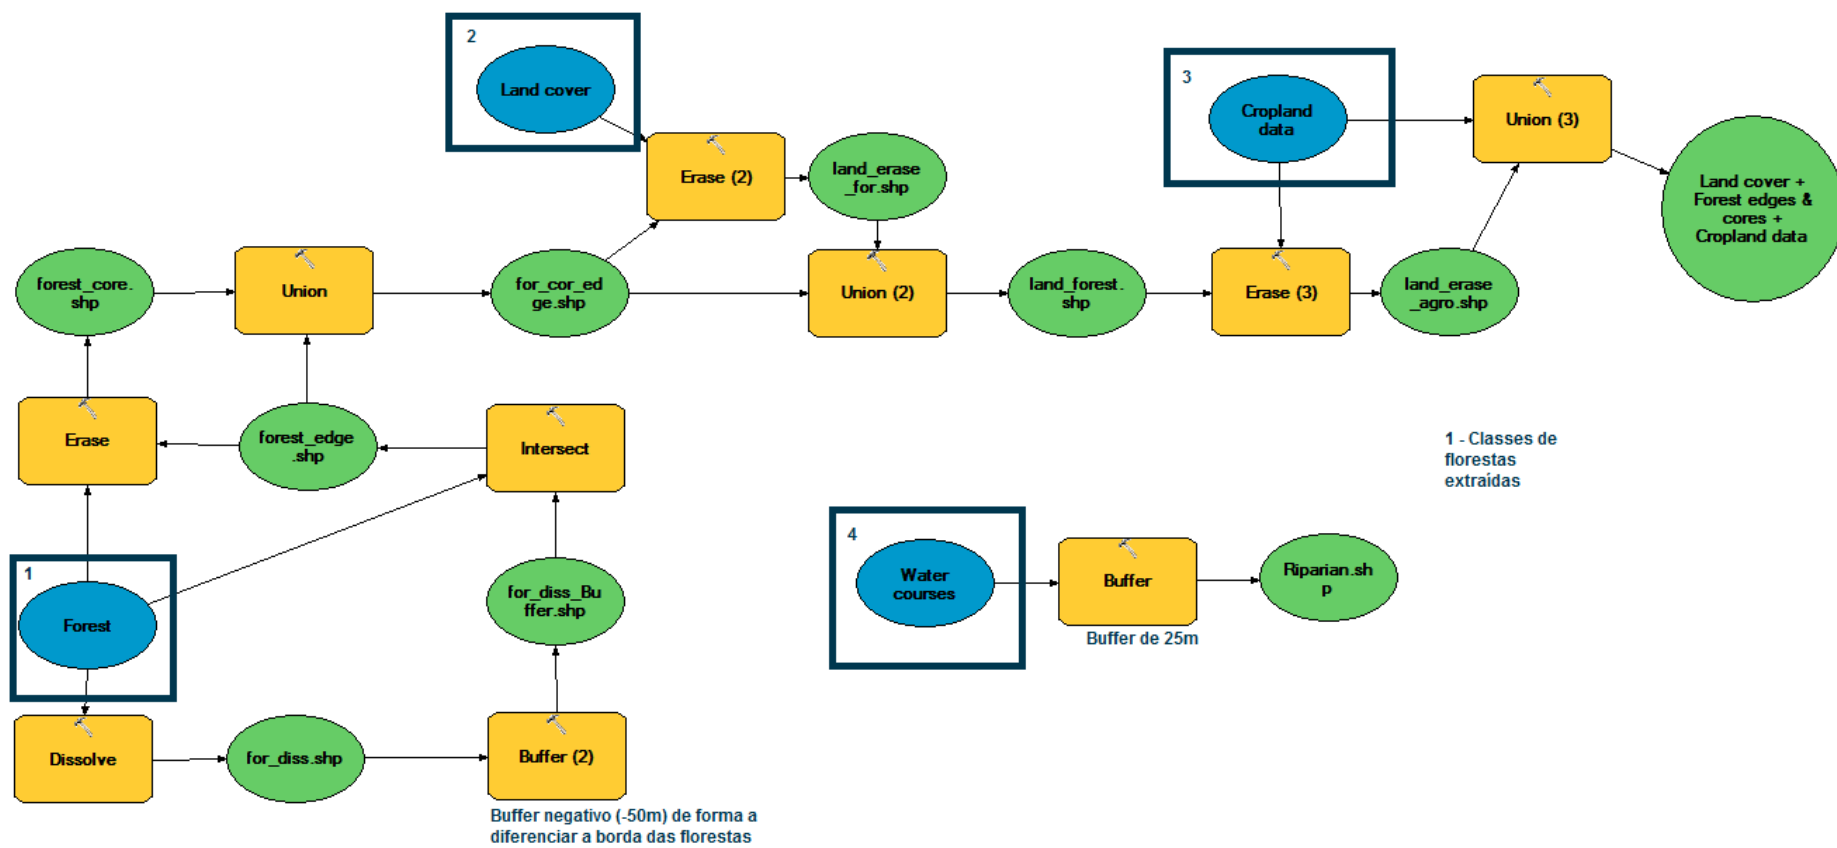 2
Land cover
Erase (2)
land_erase
_for.shp
3
Cropland
data
Union (3)
Land cover +
Forest edges &
cores +
Cropland data
forest_core.
shp
Union
for_cor_ed
ge.shp
Union (2)
land_forest.
shp
Erase (3)
land_erase
_agro.shp
Erase
forest_edge
.shp
Intersect
1 - Classes de
florestas
extraídas
1
Forest
for_diss_Bu
ffer.shp
4
Water
courses
Buffer
Riparian.sh
p
Buffer de 25m
Dissolve
for_diss.shp
Buffer (2)
Buffer negativo (-50m) de forma a
diferenciar a borda das florestas